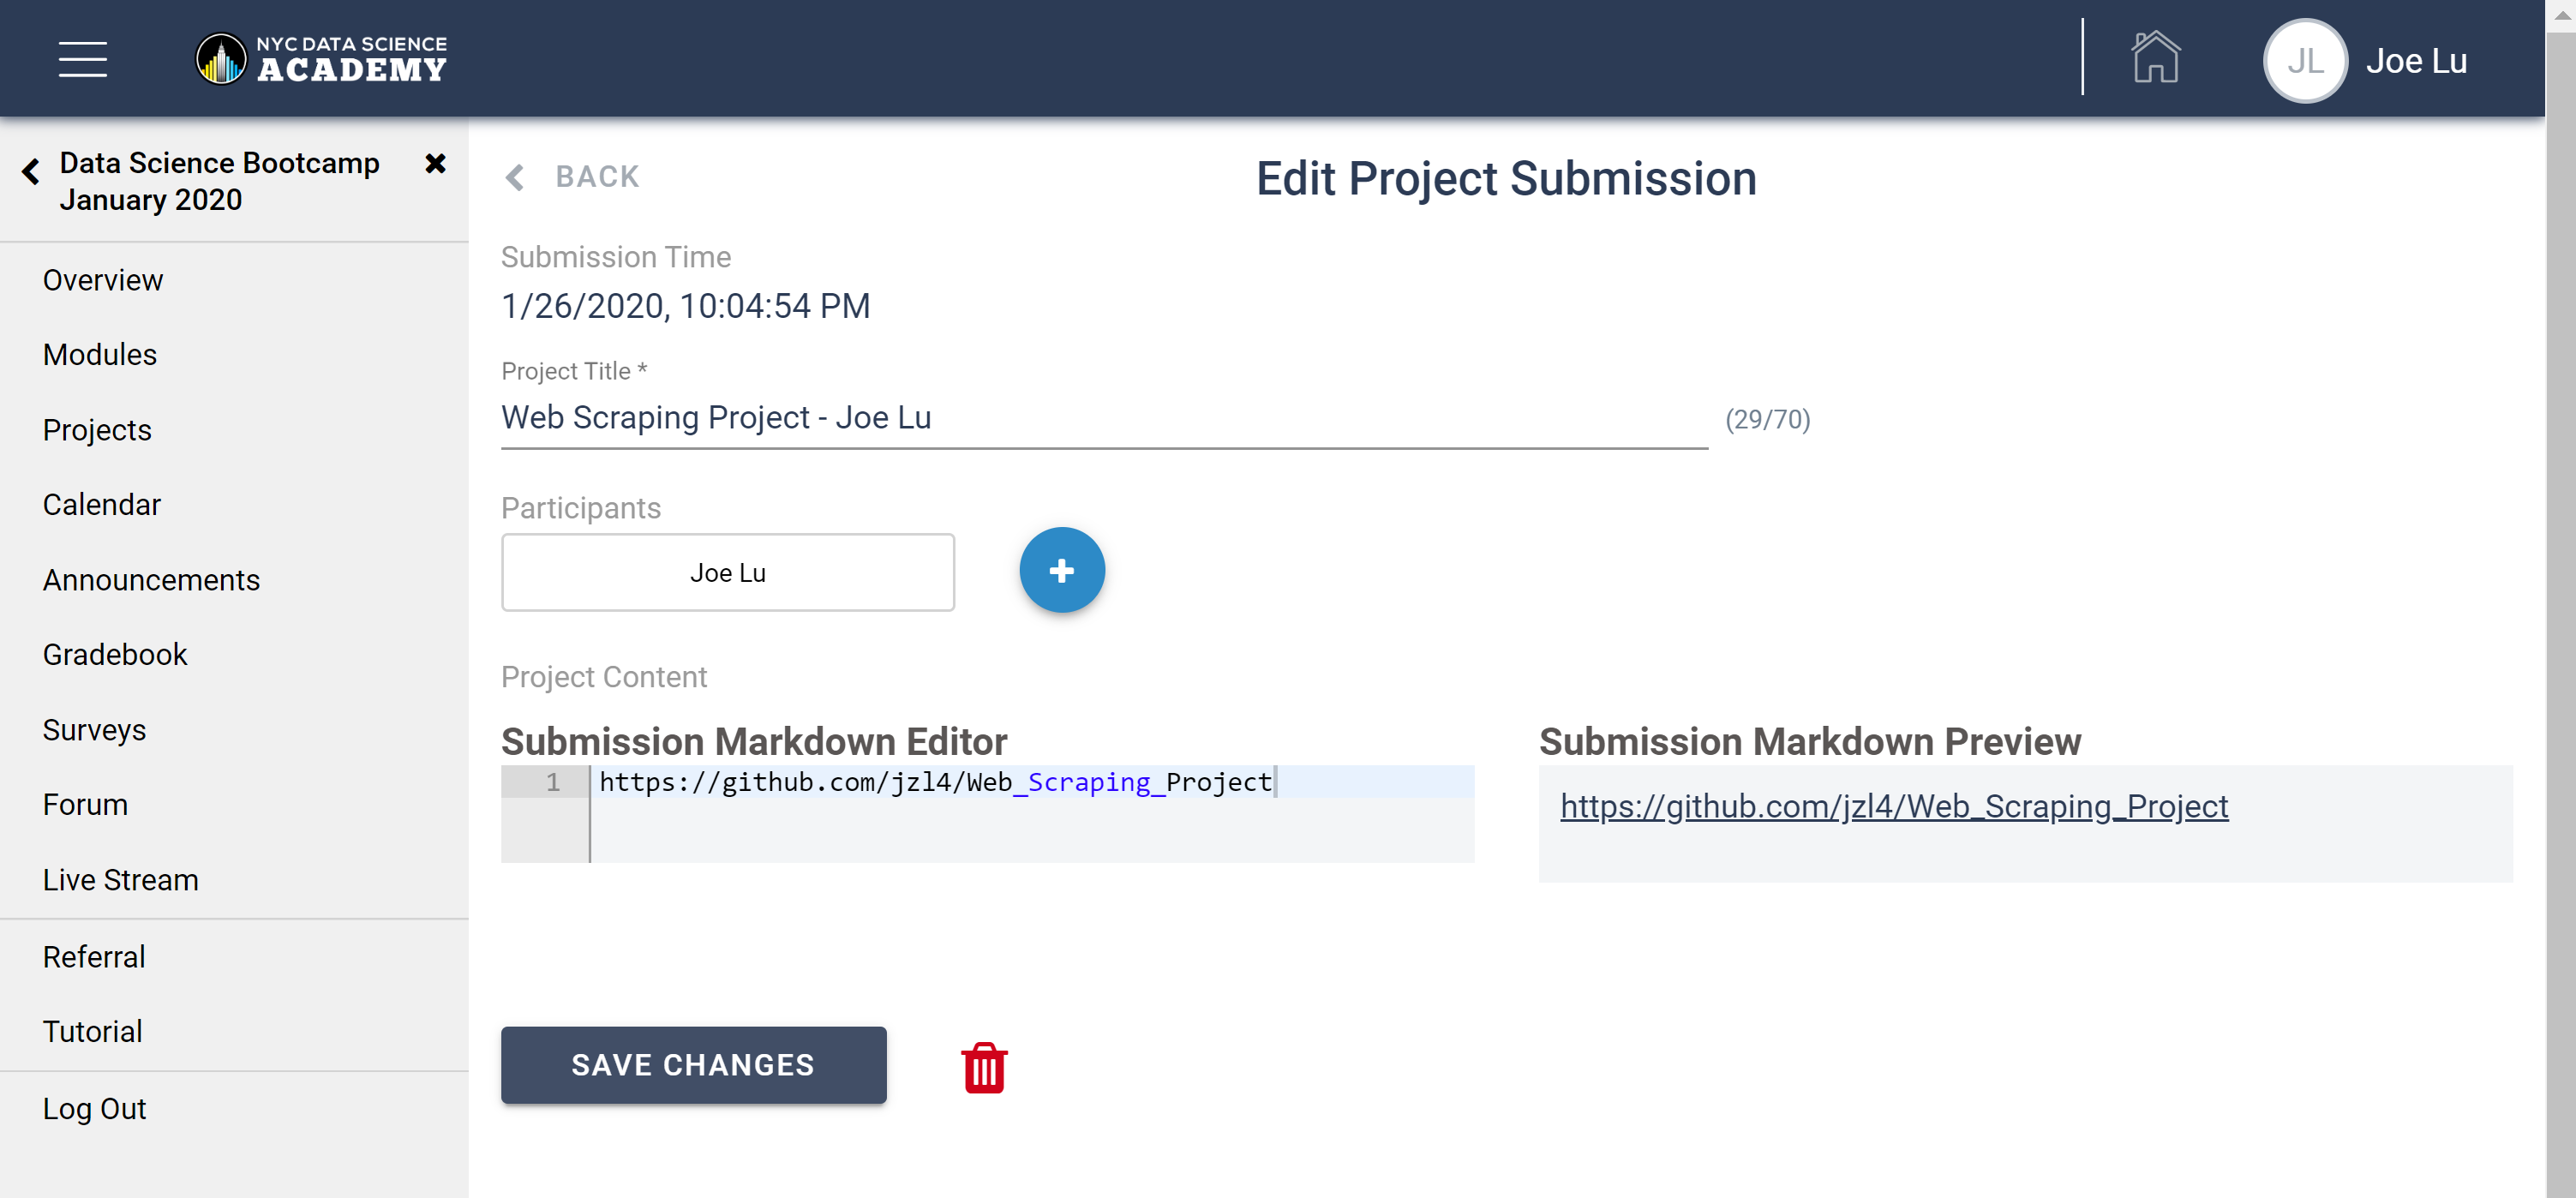 NYC DATA SCIENCE
ACADEMY
JL
Joe Lu
Data Science Bootcamp
January 2020
Overview
Modules
Projects
Calendar
Announcements
Gradebook
Surveys
Forum
Live Stream
Referral
Tutorial
Log Out
BACK
Edit Project Submission
Submission Time
1/26/2020, 10:04:54 PM
Project Title *
Web Scraping Project - Joe Lu
(29/70)
Participants
Joe Lu
Project Content
Submission Markdown Editor
1 https://github.com/jzl4/Web_Scraping_Project
Submission Markdown Preview
https://github.com/jzl4/Web_Scraping_Project
SAVE CHANGES